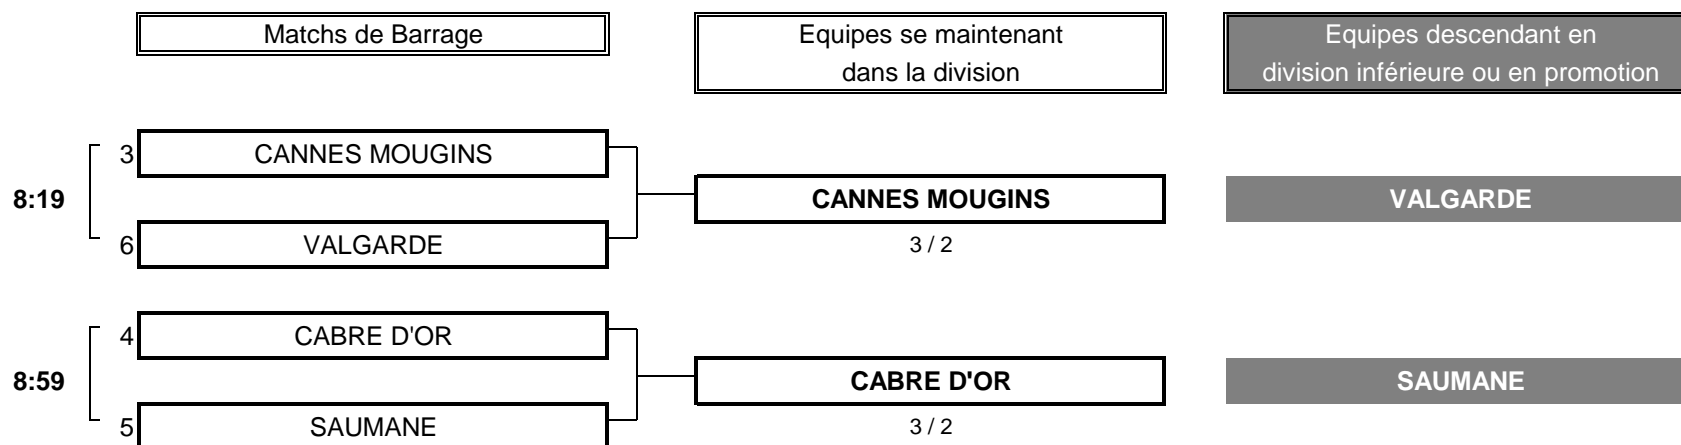 Matchs de Barrage
Equipes se maintenant
dans la division
Equipes descendant en
division inférieure ou en promotion
3 CANNES MOUGINS
8:19
CANNES MOUGINS
VALGARDE
6 VALGARDE
3 / 2
4 CABRE D'OR
8:59
CABRE D'OR
SAUMANE
5 SAUMANE
3 / 2